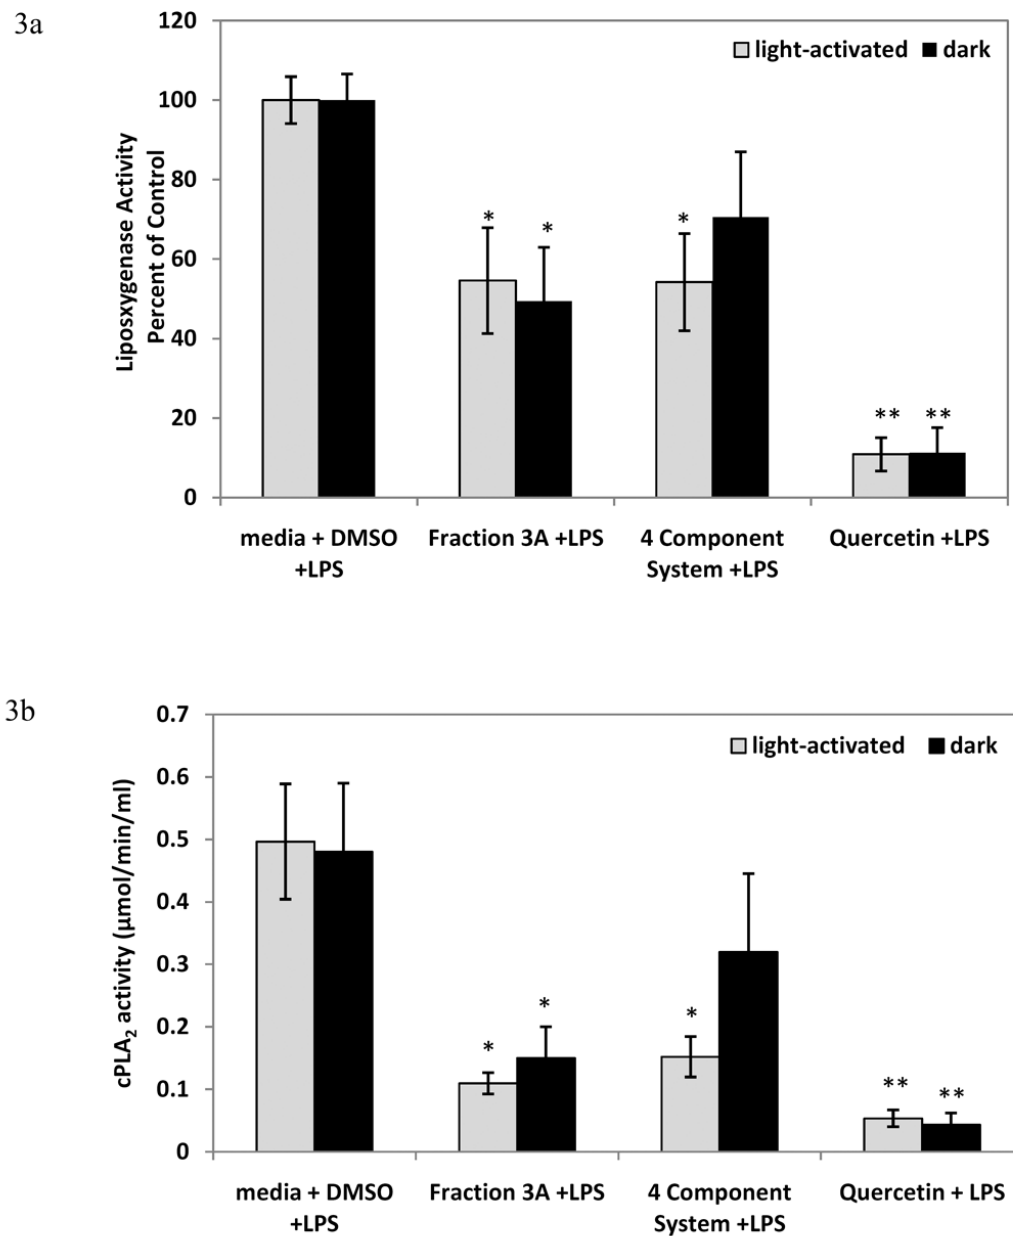 3a
120
100
80
60
40
20
0
Liposxygenase Activity
Percent of Control
light-activated dark
* * * ** **
media + DMSO
+LPS
Fraction 3A +LPS
4 Component
System +LPS
Quercetin +LPS
3b
0.7
0.6
0.5
0.4
0.3
0.2
0.1
0
cPLA₂ activity (µmol/min/ml)
light-activated dark
* * * ** **
media + DMSO
+LPS
Fraction 3A +LPS
4 Component
System +LPS
Quercetin + LPS